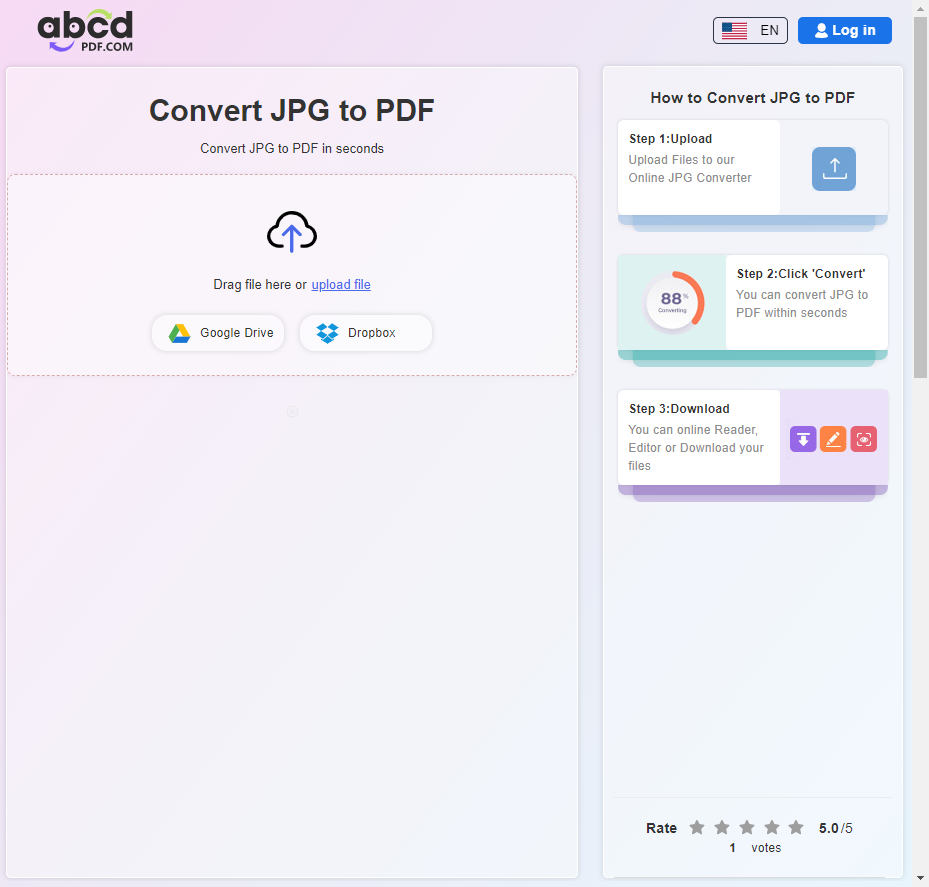 abcd
PDF.COM
EN
Log in
Convert JPG to PDF
Convert JPG to PDF in seconds
Drag file here or upload file
Google Drive
Dropbox
How to Convert JPG to PDF
Step 1:Upload
Upload Files to our
Online JPG Converter
88%
Converting
Step 2:Click 'Convert'
You can convert JPG to
PDF within seconds
Step 3:Download
You can online Reader,
Editor or Download your
files
Rate 5.0/5
1 votes